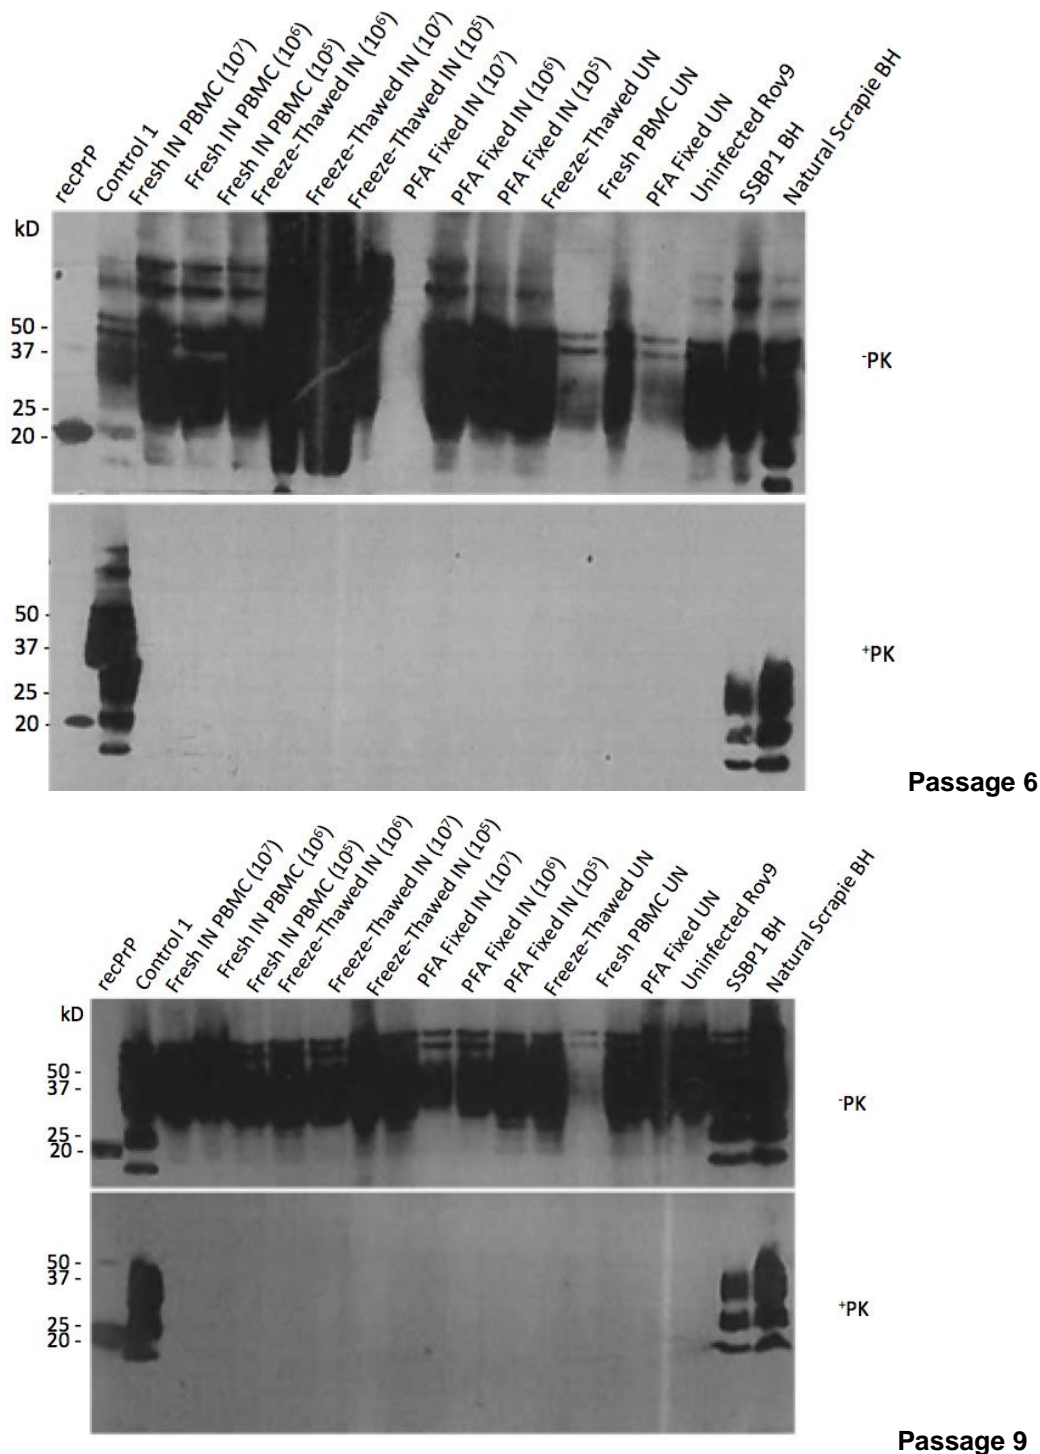 recPrP
Control 1
Fresh IN PBMC (10⁷)
Fresh IN PBMC (10⁶)
Fresh IN PBMC (10⁵)
Freeze-Thawed IN (10⁶)
Freeze-Thawed IN (10⁷)
Freeze-Thawed IN (10⁵)
PFA Fixed IN (10⁷)
PFA Fixed IN (10⁶)
PFA Fixed IN (10⁵)
Freeze-Thawed UN
Fresh PBMC UN
PFA Fixed UN
Uninfected Rov9
SSBP1 BH
Natural Scrapie BH
kD
50 -
37 -
25 -
20 -
⁻PK
50 -
37 -
25 -
20 -
⁺PK
Passage 6
recPrP
Control 1
Fresh IN PBMC (10⁷)
Fresh IN PBMC (10⁶)
Fresh IN PBMC (10⁵)
Freeze-Thawed IN (10⁶)
Freeze-Thawed IN (10⁷)
Freeze-Thawed IN (10⁵)
PFA Fixed IN (10⁷)
PFA Fixed IN (10⁶)
PFA Fixed IN (10⁵)
Freeze-Thawed UN
Fresh PBMC UN
PFA Fixed UN
Uninfected Rov9
SSBP1 BH
Natural Scrapie BH
kD
50 -
37 -
25 -
20 -
⁻PK
50 -
37 -
25 -
20 -
⁺PK
Passage 9